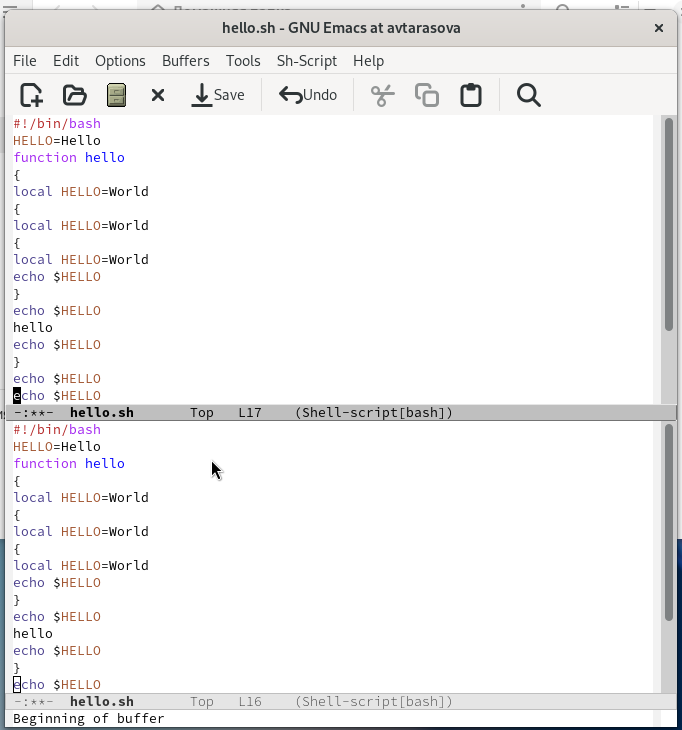 hello.sh - GNU Emacs at avtarasova
File Edit Options Buffers Tools Sh-Script Help
Save Undo
#!/bin/bash
HELLO=Hello
function hello
{
local HELLO=World
{
local HELLO=World
{
local HELLO=World
echo $HELLO
}
echo $HELLO
hello
echo $HELLO
}
echo $HELLO
echo $HELLO
-:**- hello.sh Top L17 (Shell-script[bash])
#!/bin/bash
HELLO=Hello
function hello
{
local HELLO=World
{
local HELLO=World
{
local HELLO=World
echo $HELLO
}
echo $HELLO
hello
echo $HELLO
}
echo $HELLO
-:**- hello.sh Top L16 (Shell-script[bash])
Beginning of buffer